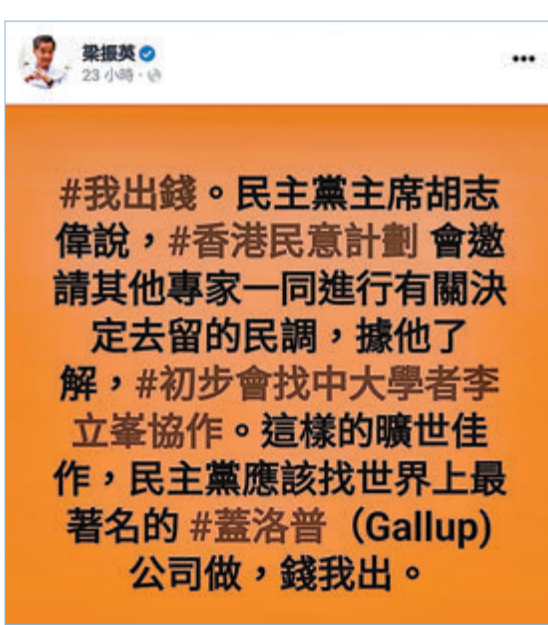 梁振英
23 小時
#我出錢。民主黨主席胡志
偉說，#香港民意計劃 會邀
請其他專家一同進行有關決
定去留的民調，據他了
解，#初步會找中大學者李
立峯協作。這樣的曠世佳
作，民主黨應該找世界上最
著名的 #蓋洛普（Gallup)
公司做，錢我出。